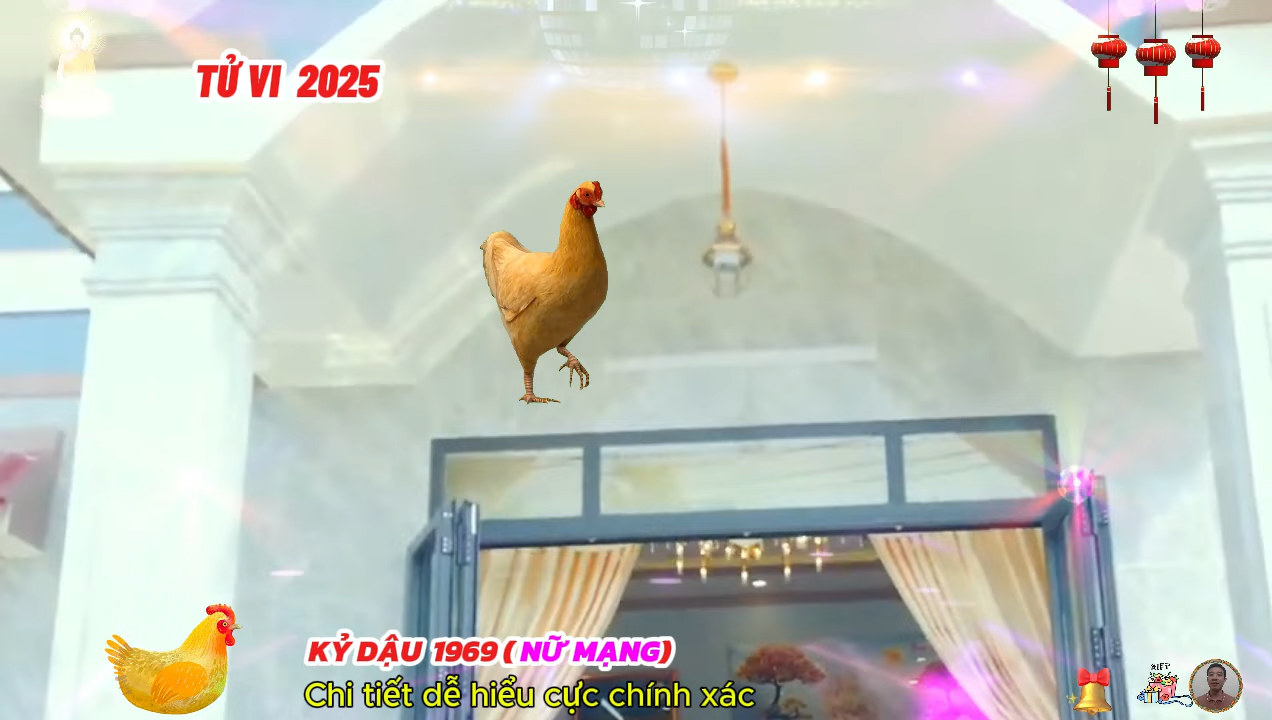 TỬ VI 2025
KỶ DẬU 1969 ( NỮ MẠNG)
Chi tiết dễ hiểu cực chính xác